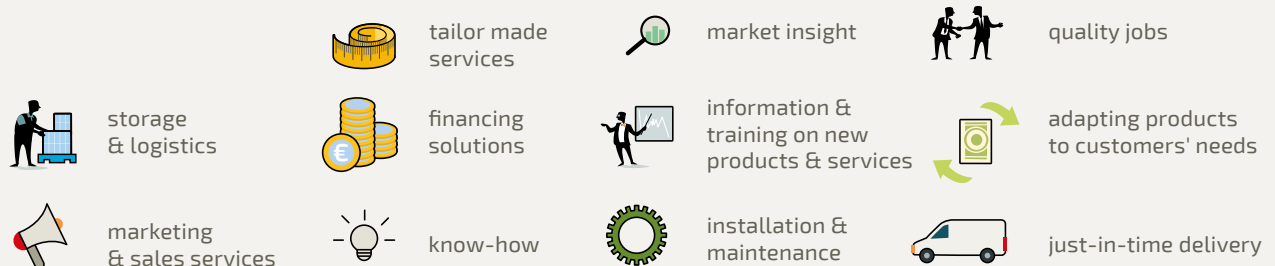 tailor made
services
market insight
quality jobs
storage
& logistics
€
financing
solutions
information &
training on new
products & services
adapting products
to customers' needs
marketing
& sales services
know-how
installation &
maintenance
just-in-time delivery